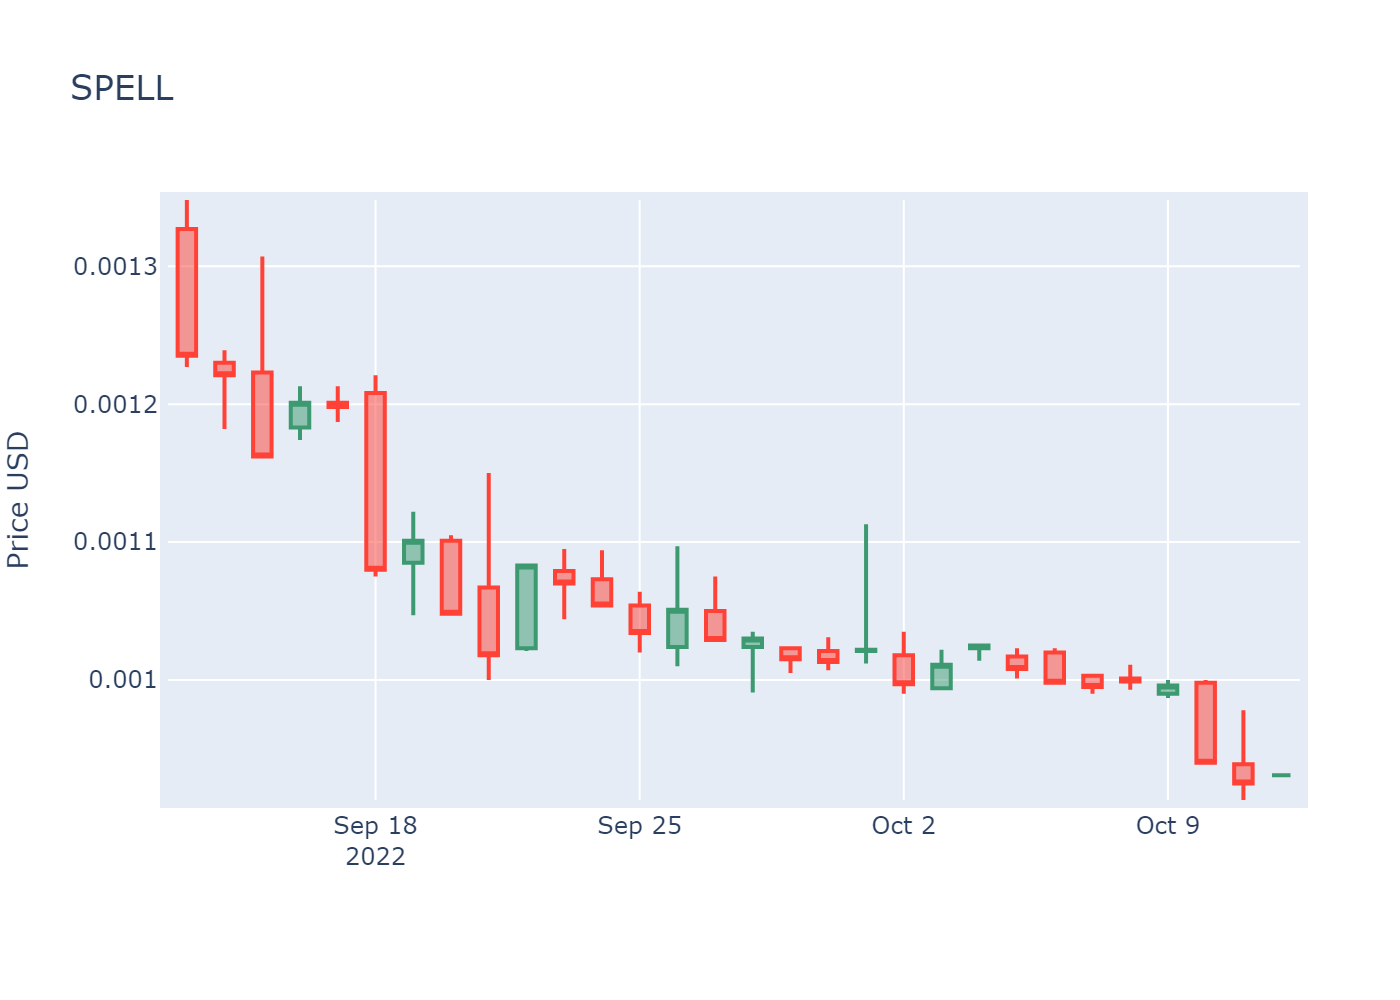 SPELL
Price USD
0.0013
0.0012
0.0011
0.001
Sep 18
2022
Sep 25
Oct 2
Oct 9